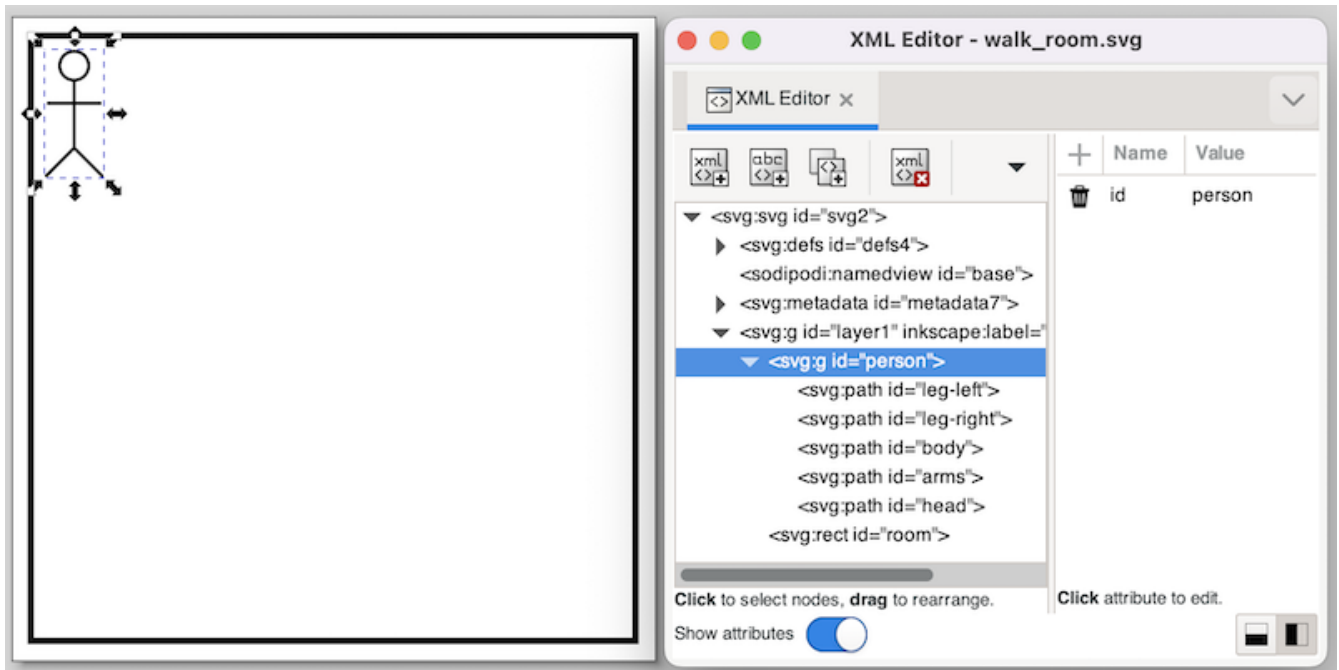 XML Editor - walk_room.svg
XML Editor
xml
abc
xml
Name Value
id person
<svg:svg id="svg2">
<svg:defs id="defs4">
<sodipodi:namedview id="base">
<svg:metadata id="metadata7">
<svg:g id="layer1" inkscape:label="
<svg:g id="person">
<svg:path id="leg-left">
<svg:path id="leg-right">
<svg:path id="body">
<svg:path id="arms">
<svg:path id="head">
<svg:rect id="room">
Click to select nodes, drag to rearrange.
Click attribute to edit.
Show attributes